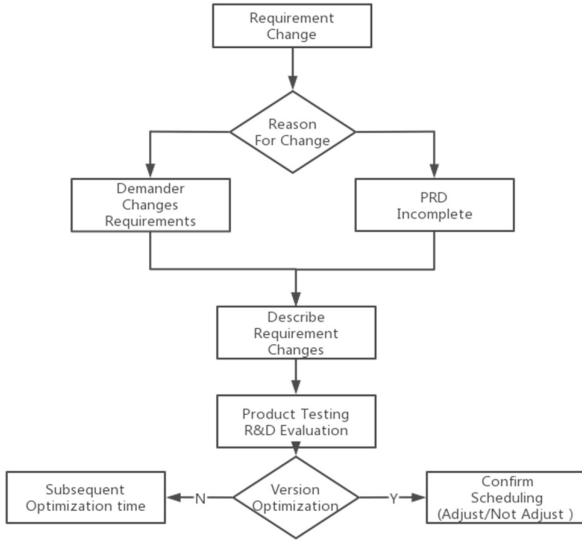 Requirement
Change
Reason
For Change
Demander
Changes
Requirements
PRD
Incomplete
Describe
Requirement
Changes
Product Testing
R&D Evaluation
Subsequent
Optimization time
N
Version
Optimization
Y
Confirm
Scheduling
(Adjust/Not Adjust )